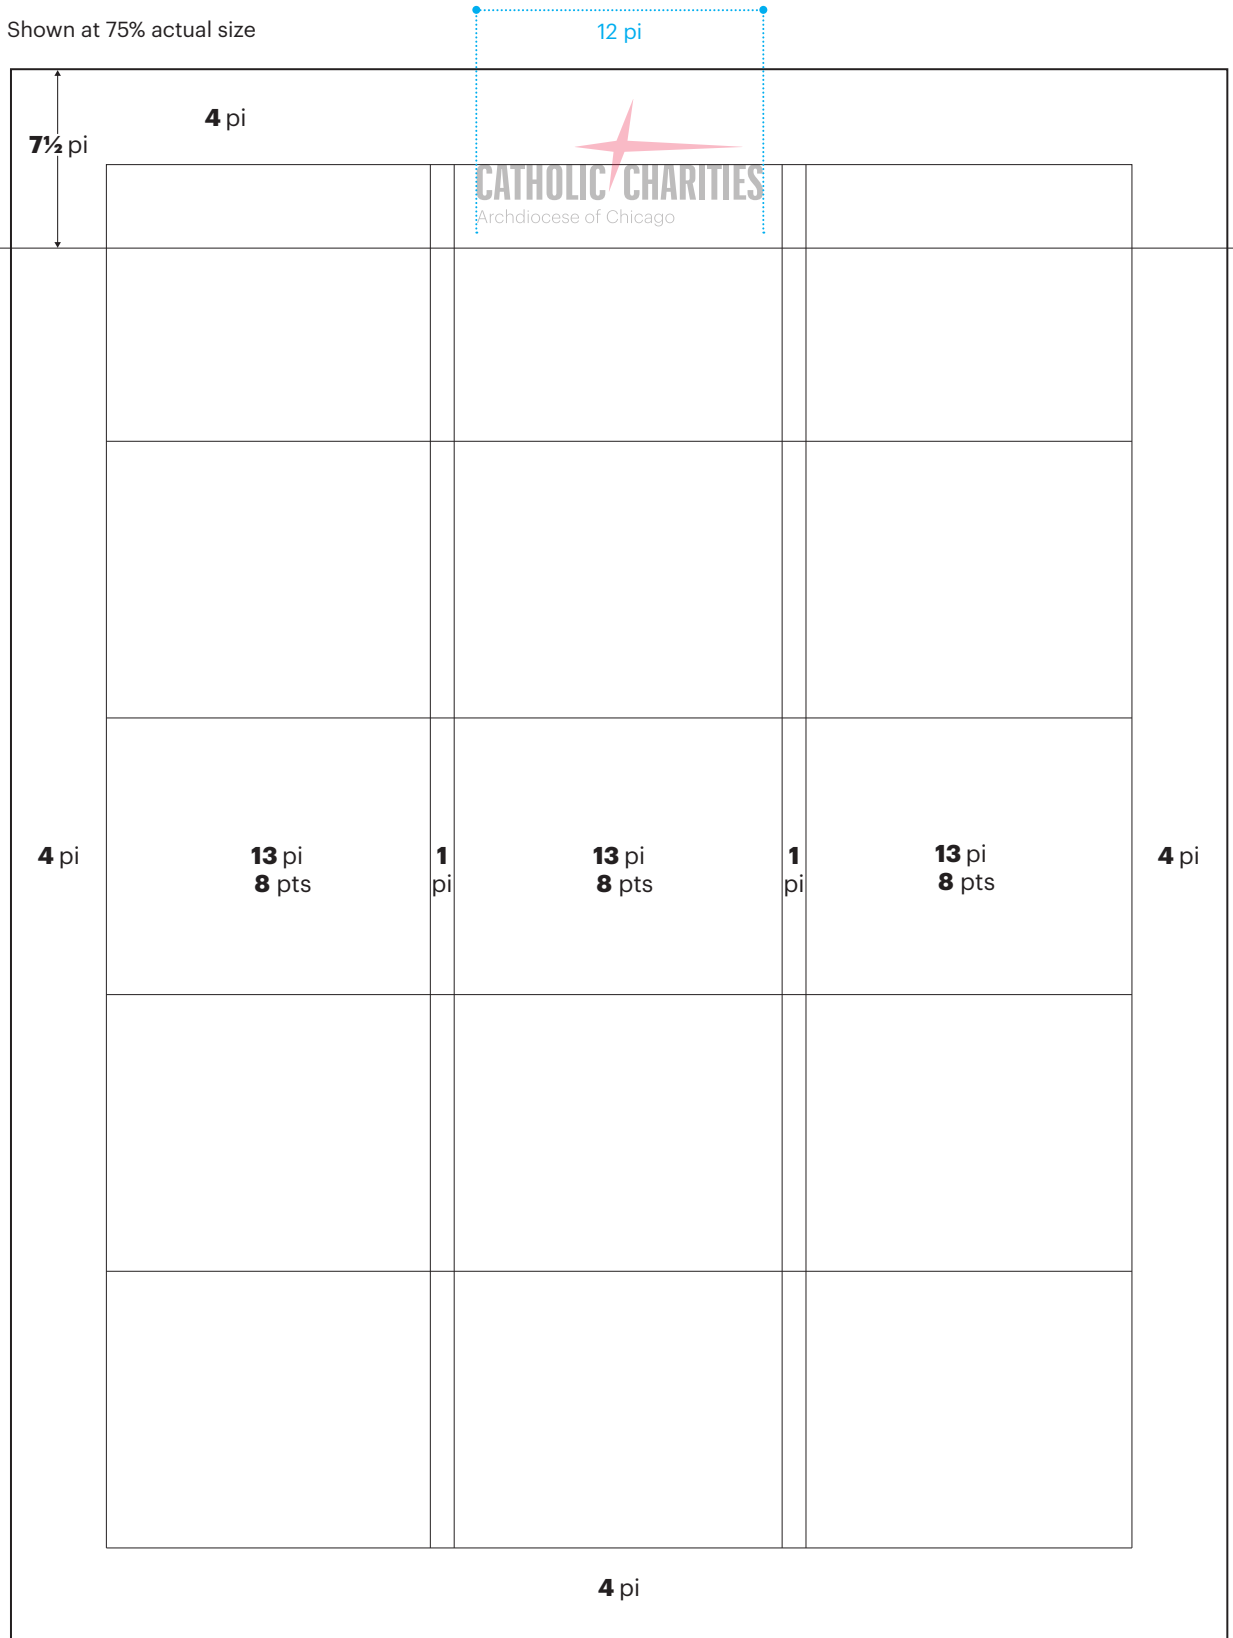 Shown at 75% actual size
12 pi
4 pi
7½ pi
CATHOLIC CHARITIES
Archdiocese of Chicago
4 pi
13 pi
8 pts
1
pi
13 pi
8 pts
1
pi
13 pi
8 pts
4 pi
4 pi